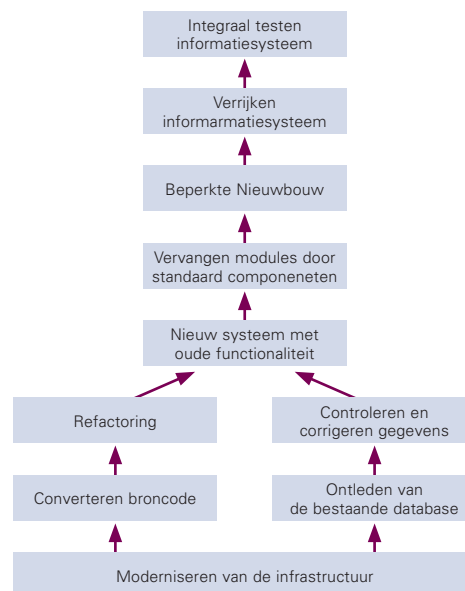 Integraal testen
informatiesysteem
Verrijken
informarmatiesysteem
Beperkte Nieuwbouw
Vervangen modules door
standaard componeneten
Nieuw systeem met
oude functionaliteit
Refactoring
Controleren en
corrigeren gegevens
Converteren broncode
Ontleden van
de bestaande database
Moderniseren van de infrastructuur